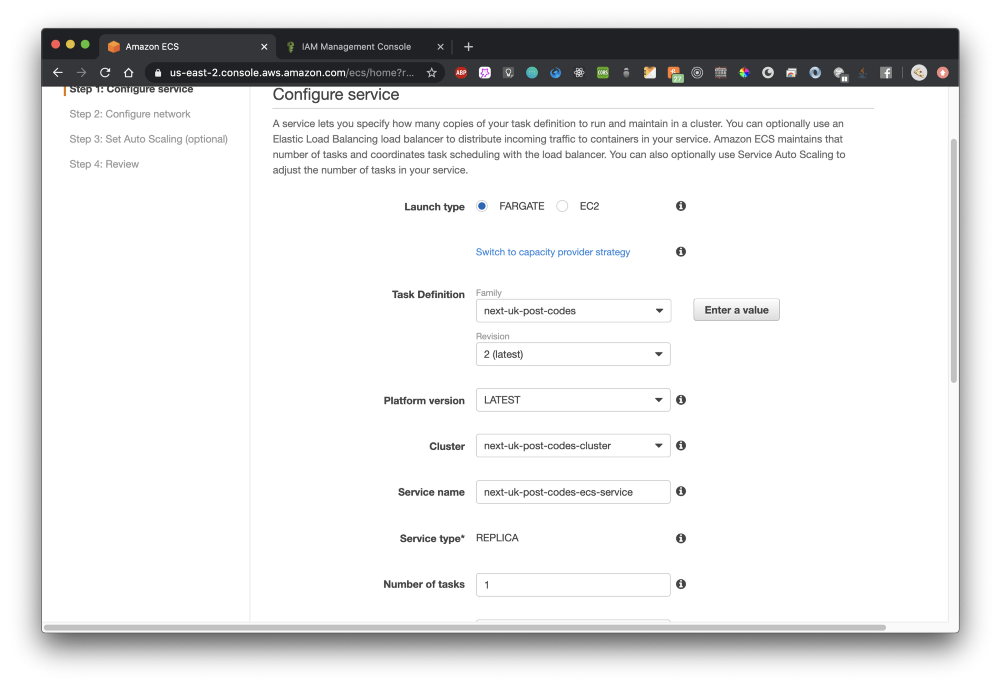 Amazon ECS
IAM Management Console
us-east-2.console.aws.amazon.com/ecs/home?r...
ABP
CORS
27
Step 1: Configure service
Step 2: Configure network
Step 3: Set Auto Scaling (optional)
Step 4: Review
Configure service
A service lets you specify how many copies of your task definition to run and maintain in a cluster. You can optionally use an
Elastic Load Balancing load balancer to distribute incoming traffic to containers in your service. Amazon ECS maintains that
number of tasks and coordinates task scheduling with the load balancer. You can also optionally use Service Auto Scaling to
adjust the number of tasks in your service.
Launch type FARGATE EC2
Switch to capacity provider strategy
Task Definition Family
next-uk-post-codes Enter a value
Revision
2 (latest)
Platform version LATEST
Cluster next-uk-post-codes-cluster
Service name next-uk-post-codes-ecs-service
Service type* REPLICA
Number of tasks 1